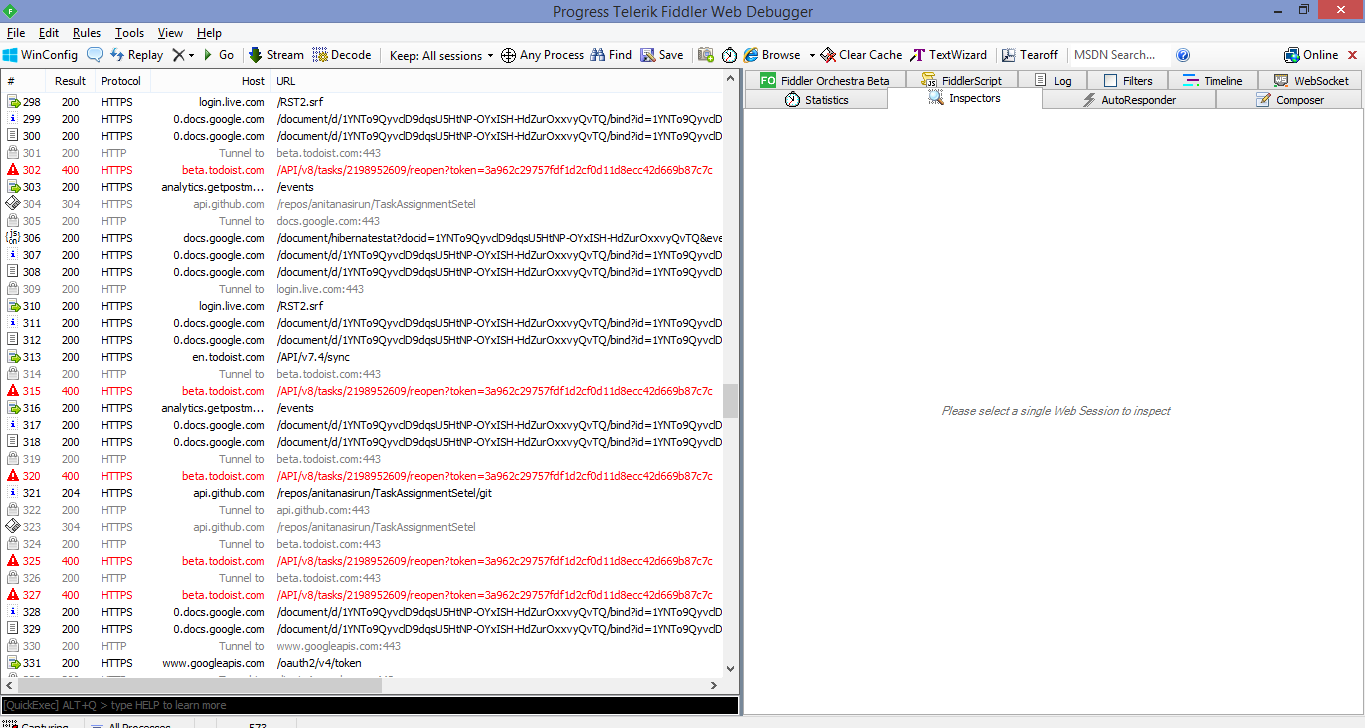 Progress Telerik Fiddler Web Debugger
File Edit Rules Tools View Help
WinConfig Replay Go Stream Decode Keep: All sessions Any Process Find Save Browse Clear Cache TextWizard Tearoff MSDN Search... Online
# Result Protocol Host URL
298 200 HTTPS login.live.com /RST2.srf
299 200 HTTPS 0.docs.google.com /document/d/1YNTo9QyvclD9dqsU5HtNP-OYxISH-HdZurOxxvyQvTQ/bind?id=1YNTo9QyvclD
300 200 HTTPS 0.docs.google.com /document/d/1YNTo9QyvclD9dqsU5HtNP-OYxISH-HdZurOxxvyQvTQ/bind?id=1YNTo9QyvclD
301 200 HTTP Tunnel to beta.todoist.com:443
302 400 HTTPS beta.todoist.com /API/v8/tasks/2198952609/reopen?token=3a962c29757fdf1d2cf0d11d8ecc42d669b87c7c
303 200 HTTPS analytics.getpostm... /events
304 304 HTTPS api.github.com /repos/anitanasirun/TaskAssignmentSetel
305 200 HTTP Tunnel to docs.google.com:443
306 200 HTTPS docs.google.com /document/hibernatestat?docid=1YNTo9QyvclD9dqsU5HtNP-OYxISH-HdZurOxxvyQvTQ&eve
307 200 HTTPS 0.docs.google.com /document/d/1YNTo9QyvclD9dqsU5HtNP-OYxISH-HdZurOxxvyQvTQ/bind?id=1YNTo9QyvclD
308 200 HTTPS 0.docs.google.com /document/d/1YNTo9QyvclD9dqsU5HtNP-OYxISH-HdZurOxxvyQvTQ/bind?id=1YNTo9QyvclD
309 200 HTTP Tunnel to login.live.com:443
310 200 HTTPS login.live.com /RST2.srf
311 200 HTTPS 0.docs.google.com /document/d/1YNTo9QyvclD9dqsU5HtNP-OYxISH-HdZurOxxvyQvTQ/bind?id=1YNTo9QyvclD
312 200 HTTPS 0.docs.google.com /document/d/1YNTo9QyvclD9dqsU5HtNP-OYxISH-HdZurOxxvyQvTQ/bind?id=1YNTo9QyvclD
313 200 HTTPS en.todoist.com /API/v7.4/sync
314 200 HTTP Tunnel to beta.todoist.com:443
315 400 HTTPS beta.todoist.com /API/v8/tasks/2198952609/reopen?token=3a962c29757fdf1d2cf0d11d8ecc42d669b87c7c
316 200 HTTPS analytics.getpostm... /events
317 200 HTTPS 0.docs.google.com /document/d/1YNTo9QyvclD9dqsU5HtNP-OYxISH-HdZurOxxvyQvTQ/bind?id=1YNTo9QyvclD
318 200 HTTPS 0.docs.google.com /document/d/1YNTo9QyvclD9dqsU5HtNP-OYxISH-HdZurOxxvyQvTQ/bind?id=1YNTo9QyvclD
319 200 HTTP Tunnel to beta.todoist.com:443
320 400 HTTPS beta.todoist.com /API/v8/tasks/2198952609/reopen?token=3a962c29757fdf1d2cf0d11d8ecc42d669b87c7c
321 204 HTTPS api.github.com /repos/anitanasirun/TaskAssignmentSetel/git
322 200 HTTP Tunnel to api.github.com:443
323 304 HTTPS api.github.com /repos/anitanasirun/TaskAssignmentSetel
324 200 HTTP Tunnel to beta.todoist.com:443
325 400 HTTPS beta.todoist.com /API/v8/tasks/2198952609/reopen?token=3a962c29757fdf1d2cf0d11d8ecc42d669b87c7c
326 200 HTTP Tunnel to beta.todoist.com:443
327 400 HTTPS beta.todoist.com /API/v8/tasks/2198952609/reopen?token=3a962c29757fdf1d2cf0d11d8ecc42d669b87c7c
328 200 HTTPS 0.docs.google.com /document/d/1YNTo9QyvclD9dqsU5HtNP-OYxISH-HdZurOxxvyQvTQ/bind?id=1YNTo9QyvclD
329 200 HTTPS 0.docs.google.com /document/d/1YNTo9QyvclD9dqsU5HtNP-OYxISH-HdZurOxxvyQvTQ/bind?id=1YNTo9QyvclD
330 200 HTTP Tunnel to www.googleapis.com:443
331 200 HTTPS www.googleapis.com /oauth2/v4/token
[QuickExec] ALT+Q > type HELP to learn more
Capturing All Processes 573
FO Fiddler Orchestra Beta FiddlerScript Log Filters Timeline WebSocket
Statistics Inspectors AutoResponder Composer
Please select a single Web Session to inspect